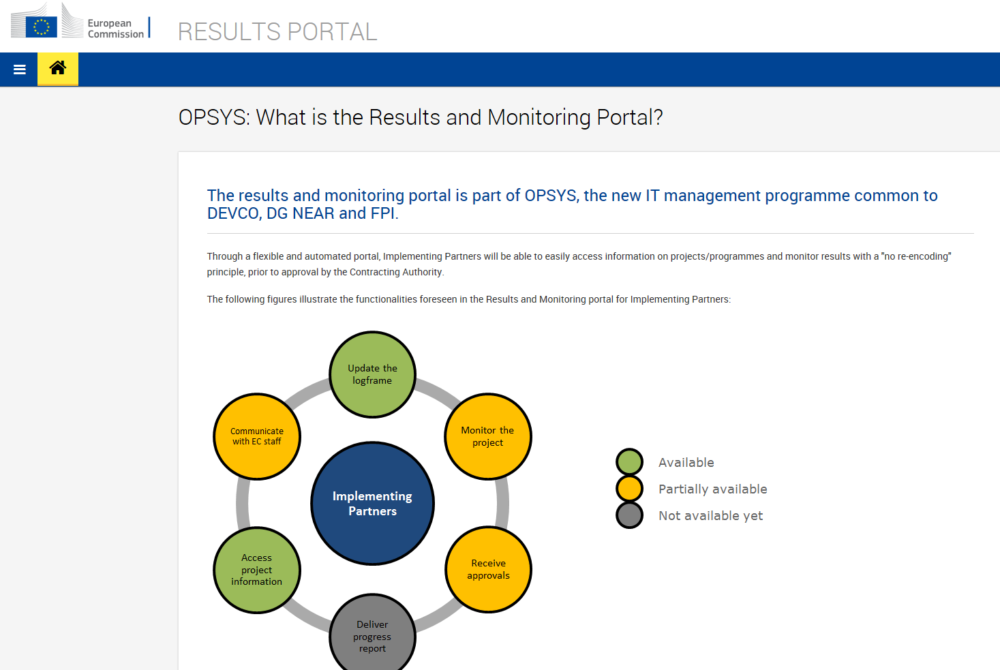 European
Commission
RESULTS PORTAL
OPSYS: What is the Results and Monitoring Portal?
The results and monitoring portal is part of OPSYS, the new IT management programme common to
DEVCO, DG NEAR and FPI.
Through a flexible and automated portal, Implementing Partners will be able to easily access information on projects/programmes and monitor results with a "no re-encoding"
principle, prior to approval by the Contracting Authority.
The following figures illustrate the functionalities foreseen in the Results and Monitoring portal for Implementing Partners:
Update the
logframe
Communicate
with EC staff
Monitor the
project
Implementing
Partners
Access
project
information
Receive
approvals
Deliver
progress
report
Available
Partially available
Not available yet